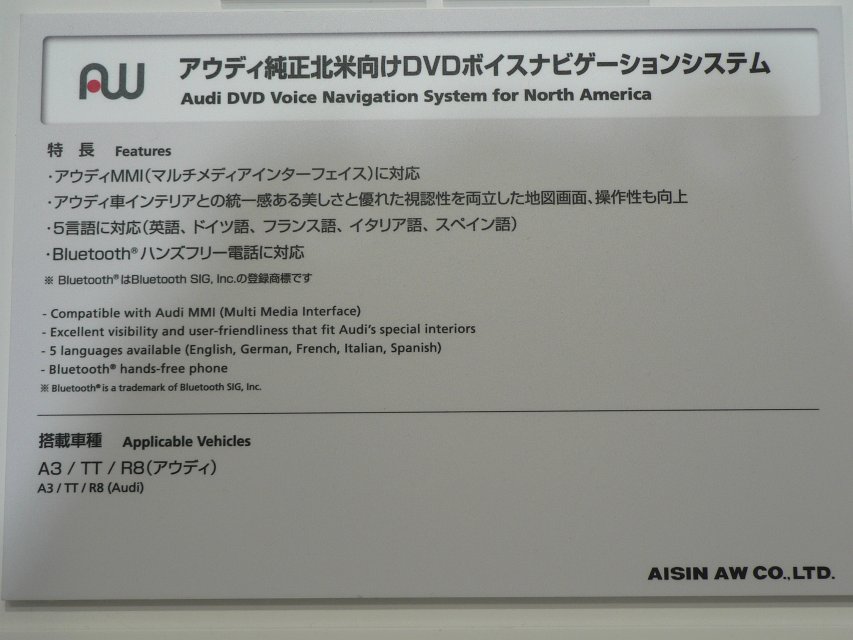 AW
アウディ純正北米向けDVDボイスナビゲーションシステム
Audi DVD Voice Navigation System for North America
特 長 Features
・アウディMMI(マルチメディアインターフェイス)に対応
・アウディ車インテリアとの統一感ある美しさと優れた視認性を両立した地図画面、操作性も向上
・5言語に対応(英語、ドイツ語、フランス語、イタリア語、スペイン語)
・Bluetooth®ハンズフリー電話に対応
※ Bluetooth®はBluetooth SIG, Inc.の登録商標です
- Compatible with Audi MMI (Multi Media Interface)
- Excellent visibility and user-friendliness that fit Audi's special interiors
- 5 languages available (English, German, French, Italian, Spanish)
- Bluetooth® hands-free phone
※ Bluetooth® is a trademark of Bluetooth SIG, Inc.
搭載車種 Applicable Vehicles
A3 / TT / R8(アウディ)
A3 / TT / R8 (Audi)
AISIN AW CO.,LTD.